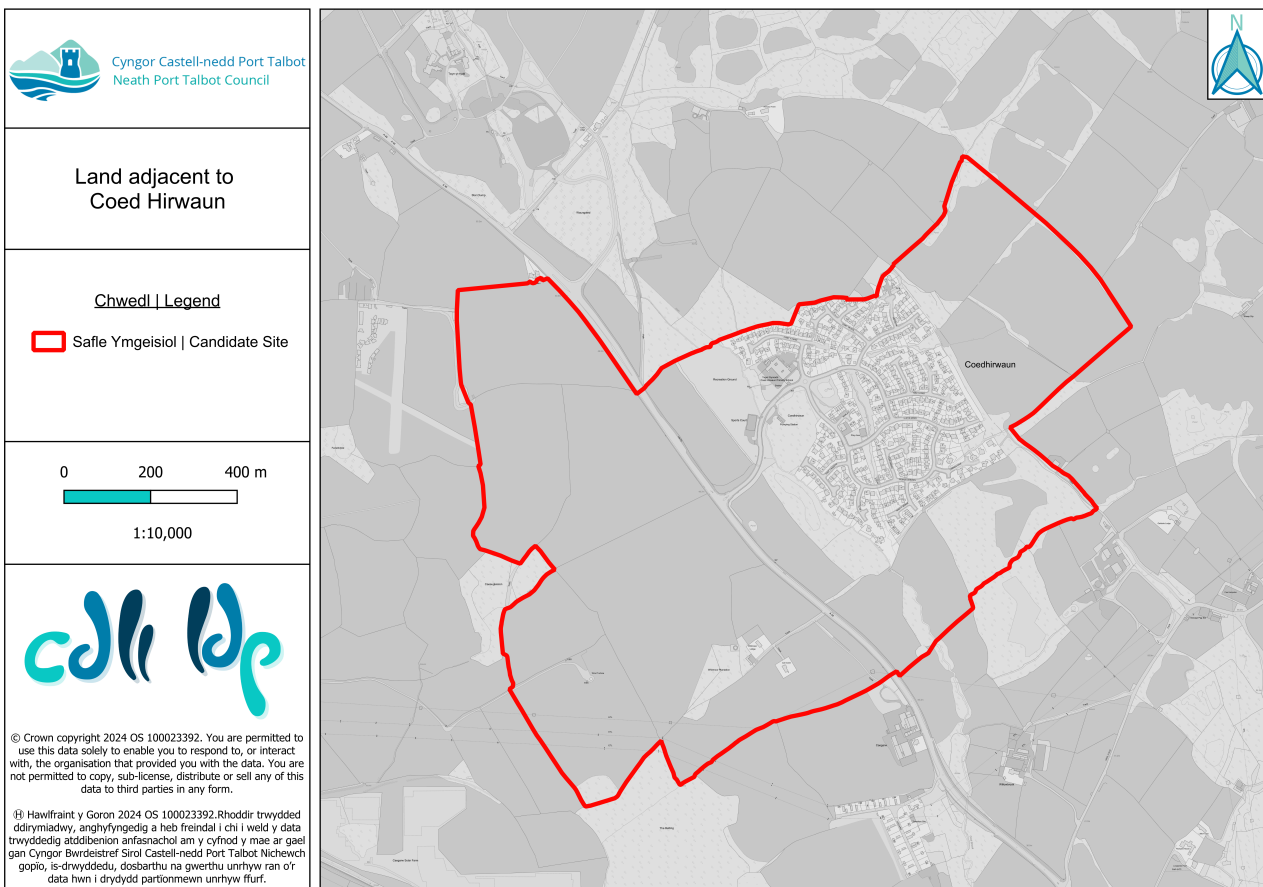 Cyngor Castell-nedd Port Talbot
Neath Port Talbot Council
Land adjacent to
Coed Hirwaun
Chwedl | Legend
Safle Ymgeisiol | Candidate Site
0 200 400 m
1:10,000
cdll ldp
© Crown copyright 2024 OS 100023392. You are permitted to
use this data solely to enable you to respond to, or interact
with, the organisation that provided you with the data. You are
not permitted to copy, sub-license, distribute or sell any of this
data to third parties in any form.
Ⓗ Hawlfraint y Goron 2024 OS 100023392.Rhoddir trwydded
ddirymiadwy, anghyfyngedig a heb freindal i chi i weld y data
trwyddedig atddibenion anfasnachol am y cyfnod y mae ar gael
gan Cyngor Bwrdeistref Sirol Castell-nedd Port Talbot Nichewch
gopïo, is-drwyddedu, dosbarthu na gwerthu unrhyw ran o'r
data hwn i drydydd partïonmewn unrhyw ffurf.
N
Coedhirwaun
Recreation Ground
Sports Court